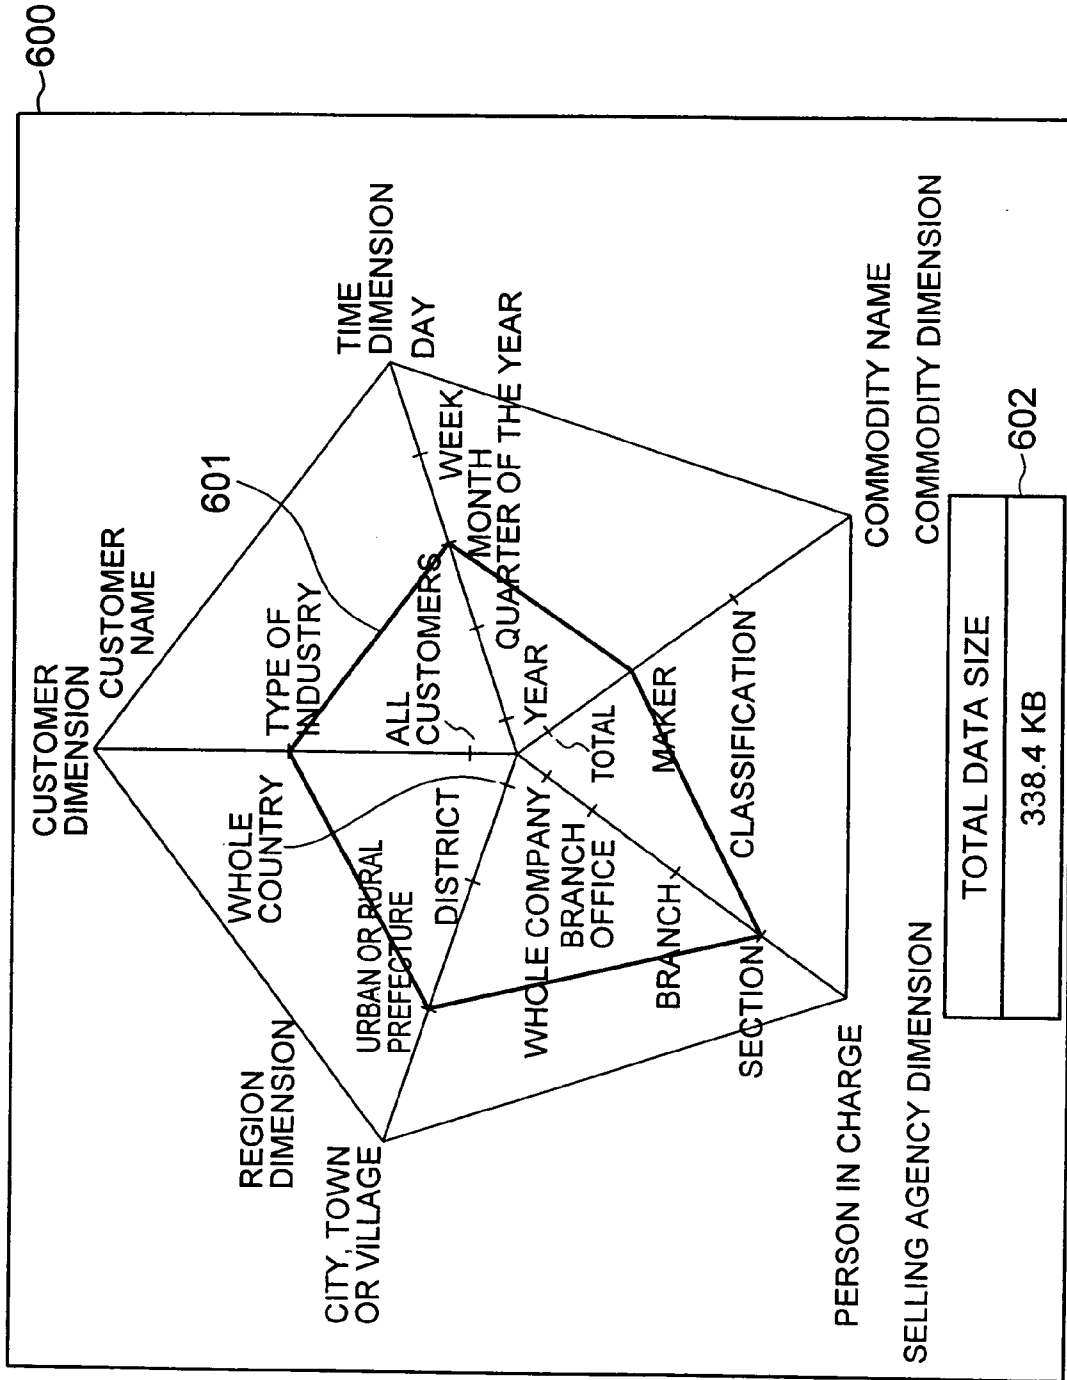 600
CUSTOMER
DIMENSION
CUSTOMER
NAME
601
TIME
DIMENSION
DAY
REGION
DIMENSION
WHOLE
COUNTRY
TYPE OF
INDUSTRY
CITY, TOWN
OR VILLAGE
URBAN OR RURAL
PREFECTURE
DISTRICT
ALL
CUSTOMERS
WEEK
MONTH
QUARTER OF THE YEAR
YEAR
WHOLE COMPANY
BRANCH
OFFICE
TOTAL
MAKER
BRANCH
SECTION
CLASSIFICATION
PERSON IN CHARGE
COMMODITY NAME
SELLING AGENCY DIMENSION
COMMODITY DIMENSION
TOTAL DATA SIZE
338.4 KB
602